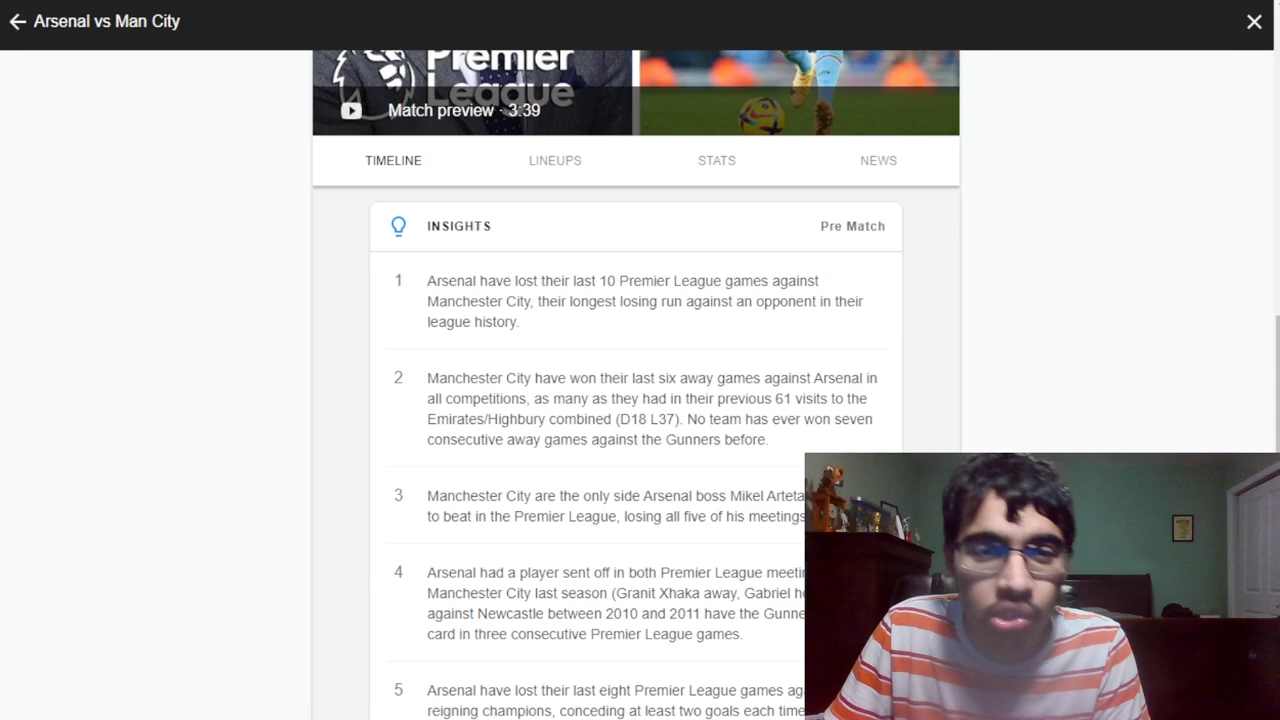 Arsenal vs Man City
Premier
League
Match preview · 3:39
TIMELINE
LINEUPS
STATS
NEWS
INSIGHTS
Pre Match
1
Arsenal have lost their last 10 Premier League games against
Manchester City, their longest losing run against an opponent in their
league history.
2
Manchester City have won their last six away games against Arsenal in
all competitions, as many as they had in their previous 61 visits to the
Emirates/Highbury combined (D18 L37). No team has ever won seven
consecutive away games against the Gunners before.
3
Manchester City are the only side Arsenal boss Mikel Arteta
to beat in the Premier League, losing all five of his meetings
4
Arsenal had a player sent off in both Premier League
Manchester City last season (Granit Xhaka away, Gabriel
against Newcastle between 2010 and 2011 have the
card in three consecutive Premier League games.
5
Arsenal have lost their last eight Premier League games
reigning champions, conceding at least two goals each time